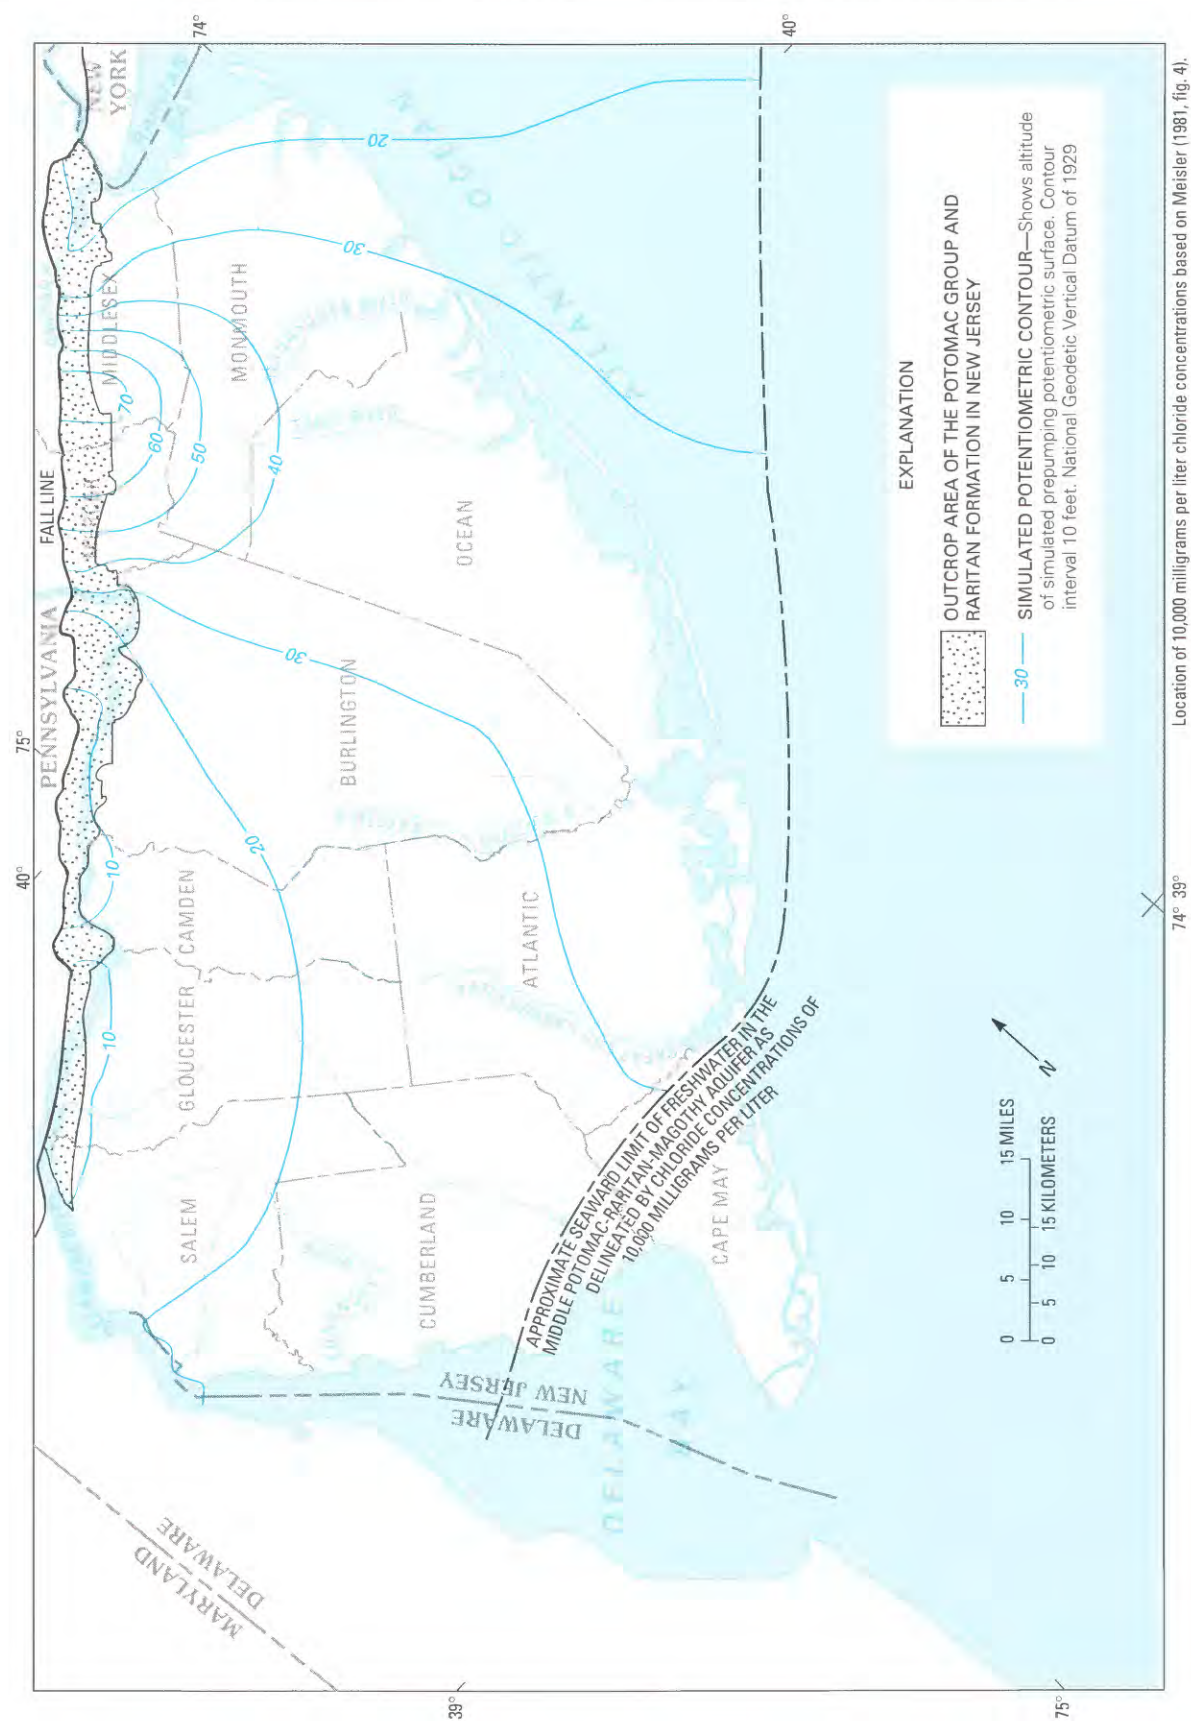 74°
40°
NEW
YORK
FALL LINE
PENNSYLVANIA
75°
40°
MIDDLESEX
MONMOUTH
OCEAN
BURLINGTON
CAMDEN
GLOUCESTER
ATLANTIC
SALEM
CUMBERLAND
CAPE MAY
ATLANTIC OCEAN
DELAWARE
BAY
20
30
70
60
50
40
30
20
10
10
APPROXIMATE SEAWARD LIMIT OF FRESHWATER IN THE
MIDDLE POTOMAC-RARITAN-MAGOTHY AQUIFER AS
DELINEATED BY CHLORIDE CONCENTRATIONS OF
10,000 MILLIGRAMS PER LITER
NEW JERSEY
DELAWARE
MARYLAND
DELAWARE
39°
75°
74° 39°
N
0 5 10 15 MILES
0 5 10 15 KILOMETERS
EXPLANATION
OUTCROP AREA OF THE POTOMAC GROUP AND
RARITAN FORMATION IN NEW JERSEY
30
SIMULATED POTENTIOMETRIC CONTOUR—Shows altitude
of simulated prepumping potentiometric surface. Contour
interval 10 feet. National Geodetic Vertical Datum of 1929
Location of 10,000 milligrams per liter chloride concentrations based on Meisler (1981, fig. 4).